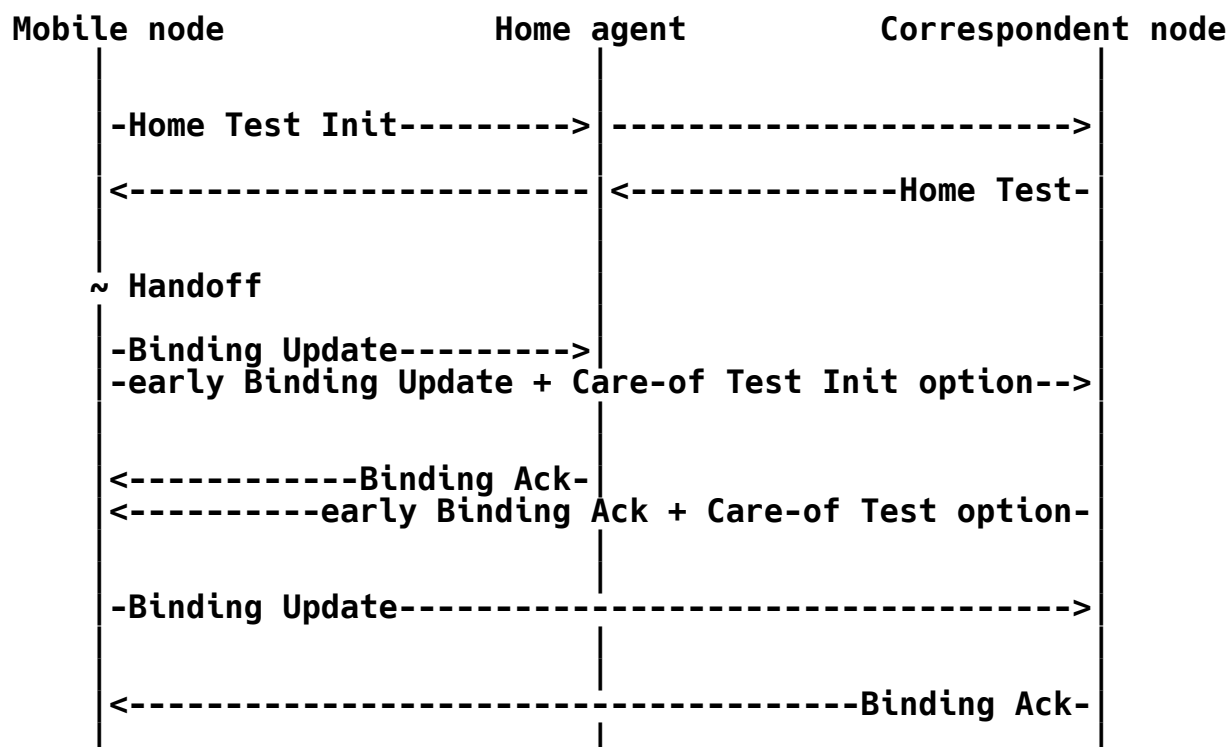 Mobile node Home agent Correspondent node
-Home Test Init---------> ------------------------>
<------------------------- <--------------Home Test-
~ Handoff
-Binding Update--------->
-early Binding Update + Care-of Test Init option-->
<------------Binding Ack-
<----------early Binding Ack + Care-of Test option-
-Binding Update----------------------------------->
<--------------------------------------Binding Ack-